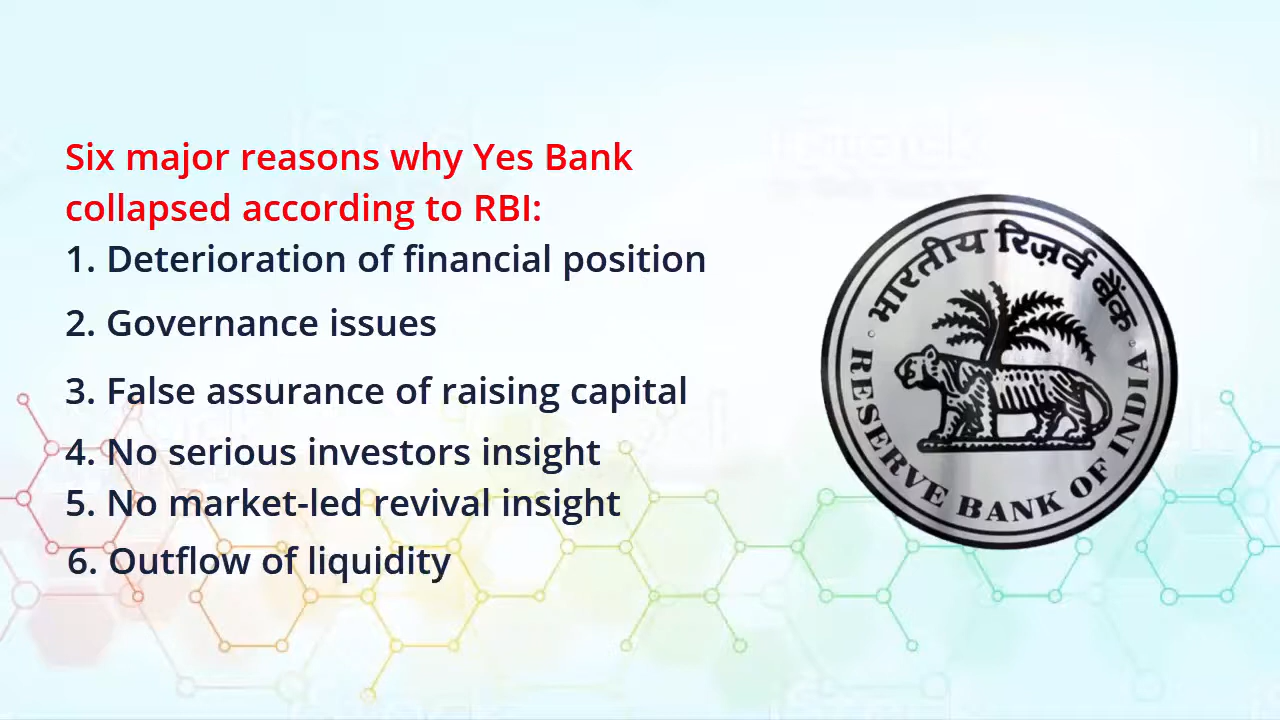 Six major reasons why Yes Bank
collapsed according to RBI:
1. Deterioration of financial position
2. Governance issues
3. False assurance of raising capital
4. No serious investors insight
5. No market-led revival insight
6. Outflow of liquidity
भारतीय रिज़र्व बैंक
RESERVE BANK OF INDIA